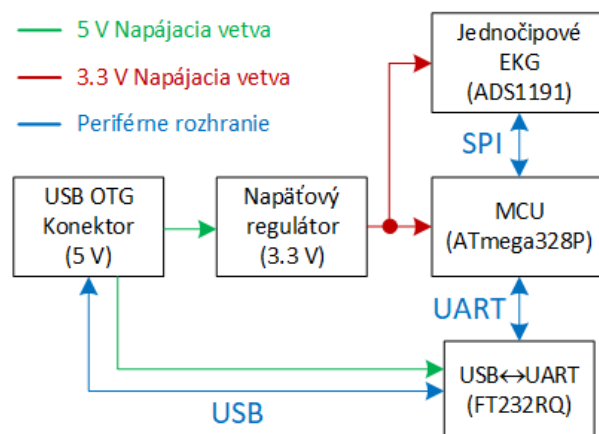 5 V Napájacia vetva
3.3 V Napájacia vetva
Periférne rozhranie
Jednočipové
EKG
(ADS1191)
SPI
USB OTG
Konektor
(5 V)
Napäťový
regulátor
(3.3 V)
MCU
(ATmega328P)
UART
USB↔UART
(FT232RQ)
USB